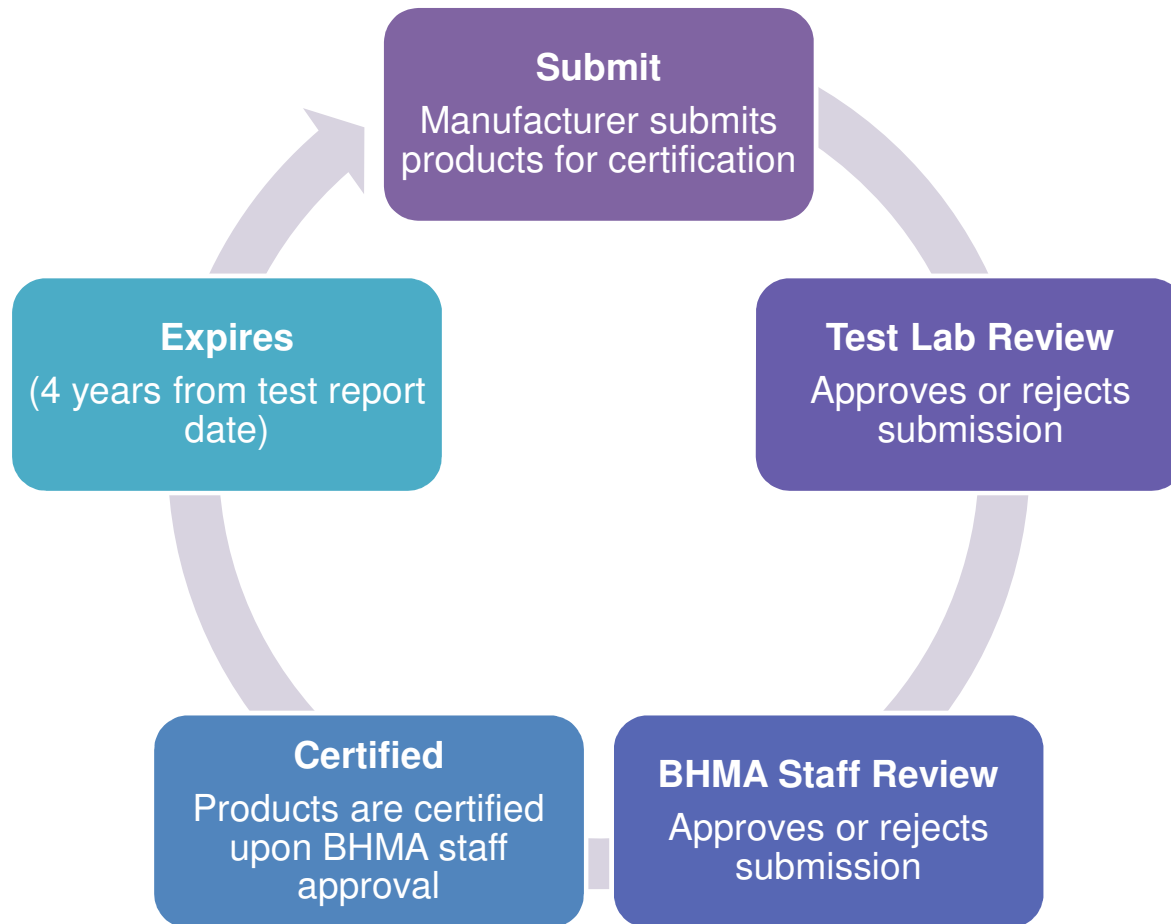 Submit
Manufacturer submits
products for certification
Test Lab Review
Approves or rejects
submission
BHMA Staff Review
Approves or rejects
submission
Certified
Products are certified
upon BHMA staff
approval
Expires
(4 years from test report
date)